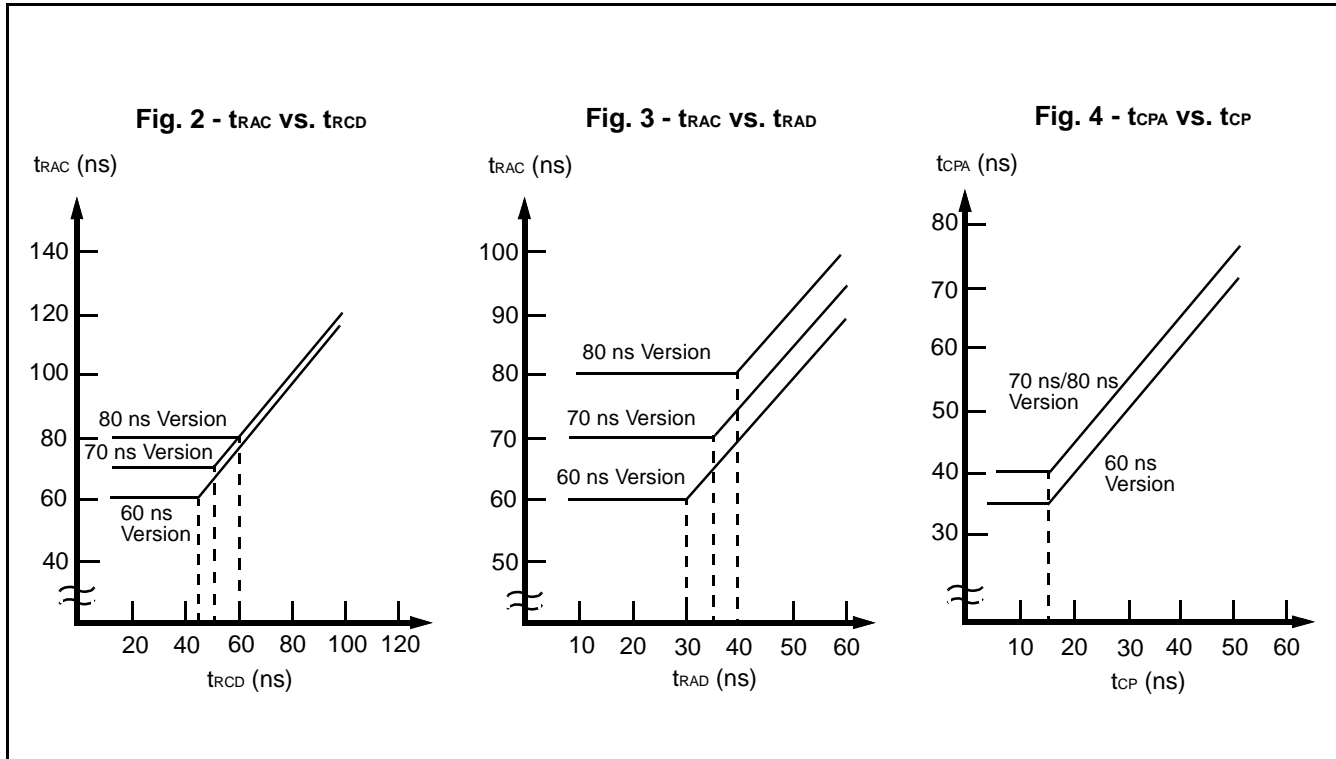 Fig. 2 - tRAC vs. tRCD
tRAC (ns)
140
120
100
80
60
40
80 ns Version
70 ns Version
60 ns
Version
20 40 60 80 100 120
tRCD (ns)
Fig. 3 - tRAC vs. tRAD
tRAC (ns)
100
90
80
70
60
50
80 ns Version
70 ns Version
60 ns Version
10 20 30 40 50 60
tRAD (ns)
Fig. 4 - tCPA vs. tCP
tCPA (ns)
80
70
60
50
40
30
70 ns/80 ns
Version
60 ns
Version
10 20 30 40 50 60
tCP (ns)